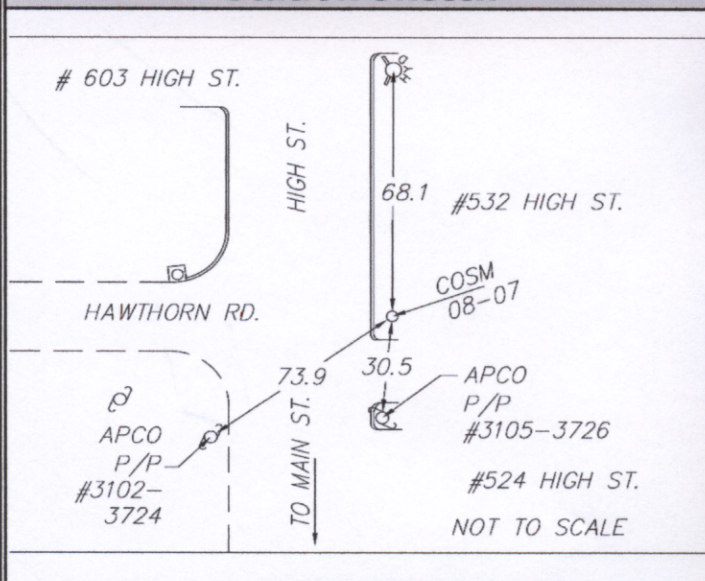 # 603 HIGH ST.
HIGH ST.
68.1
#532 HIGH ST.
COSM
08-07
HAWTHORN RD.
73.9
30.5
APCO
P/P
#3102-
3724
TO MAIN ST.
APCO
P/P
#3105-3726
#524 HIGH ST.
NOT TO SCALE